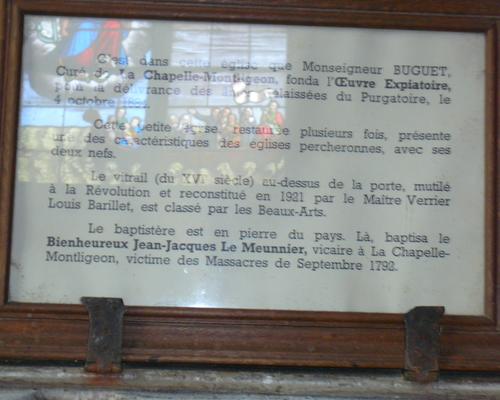 C'est dans cette église que Monseigneur BUGUET,
Curé de La Chapelle-Montligeon, fonda l'Œuvre Expiatoire,
pour la délivrance des délaissées du Purgatoire, le
4 octobre
Cette petite église, restaurée plusieurs fois, présente
une des caractéristiques des églises percheronnes, avec ses
deux nefs.
Le vitrail (du XVIe siècle) au-dessus de la porte, mutilé
à la Révolution et reconstitué en 1921 par le Maître Verrier
Louis Barillet, est classé par les Beaux-Arts.
Le baptistère est en pierre du pays. Là, baptisa le
Bienheureux Jean-Jacques Le Meunnier, vicaire à La Chapelle-
Montligeon, victime des Massacres de Septembre 1792.